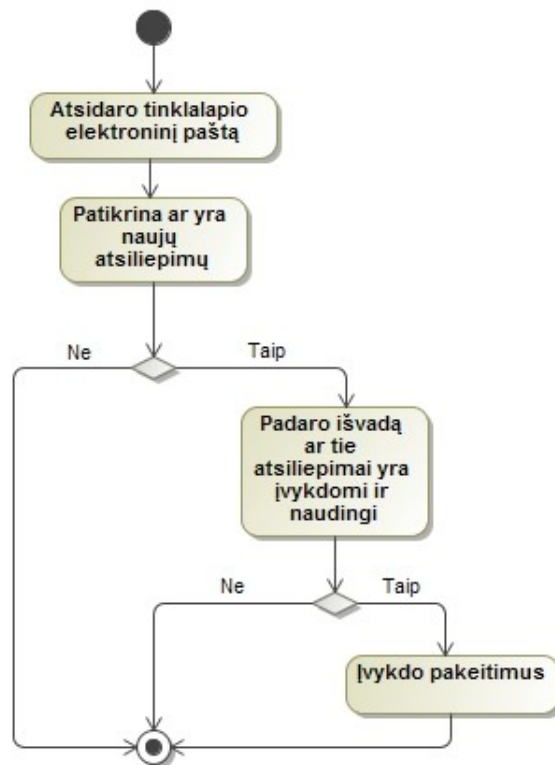 Atsidaro tinklalapio
elektroninį paštą
Patikrina ar yra
naujų
atsiliepimų
Ne
Taip
Padaro išvadą
ar tie
atsiliepimai yra
įvykdomi ir
naudingi
Ne
Taip
Įvykdo pakeitimus